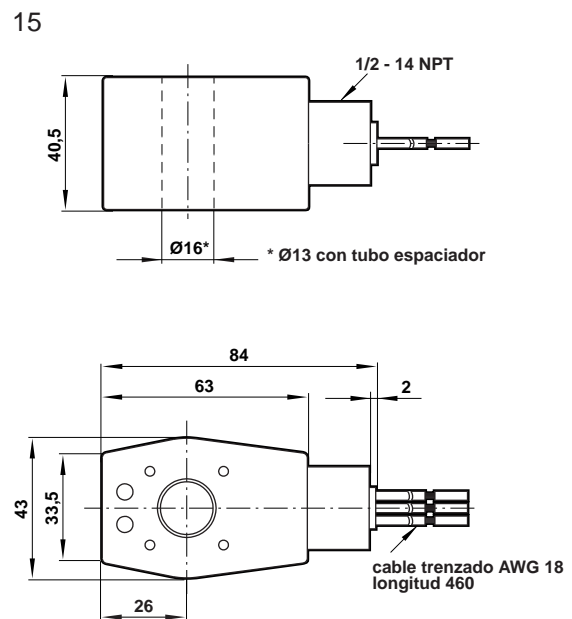 15
1/2 - 14 NPT
40,5
Ø16*
* Ø13 con tubo espaciador
84
63
2
43
33,5
cable trenzado AWG 18
longitud 460
26